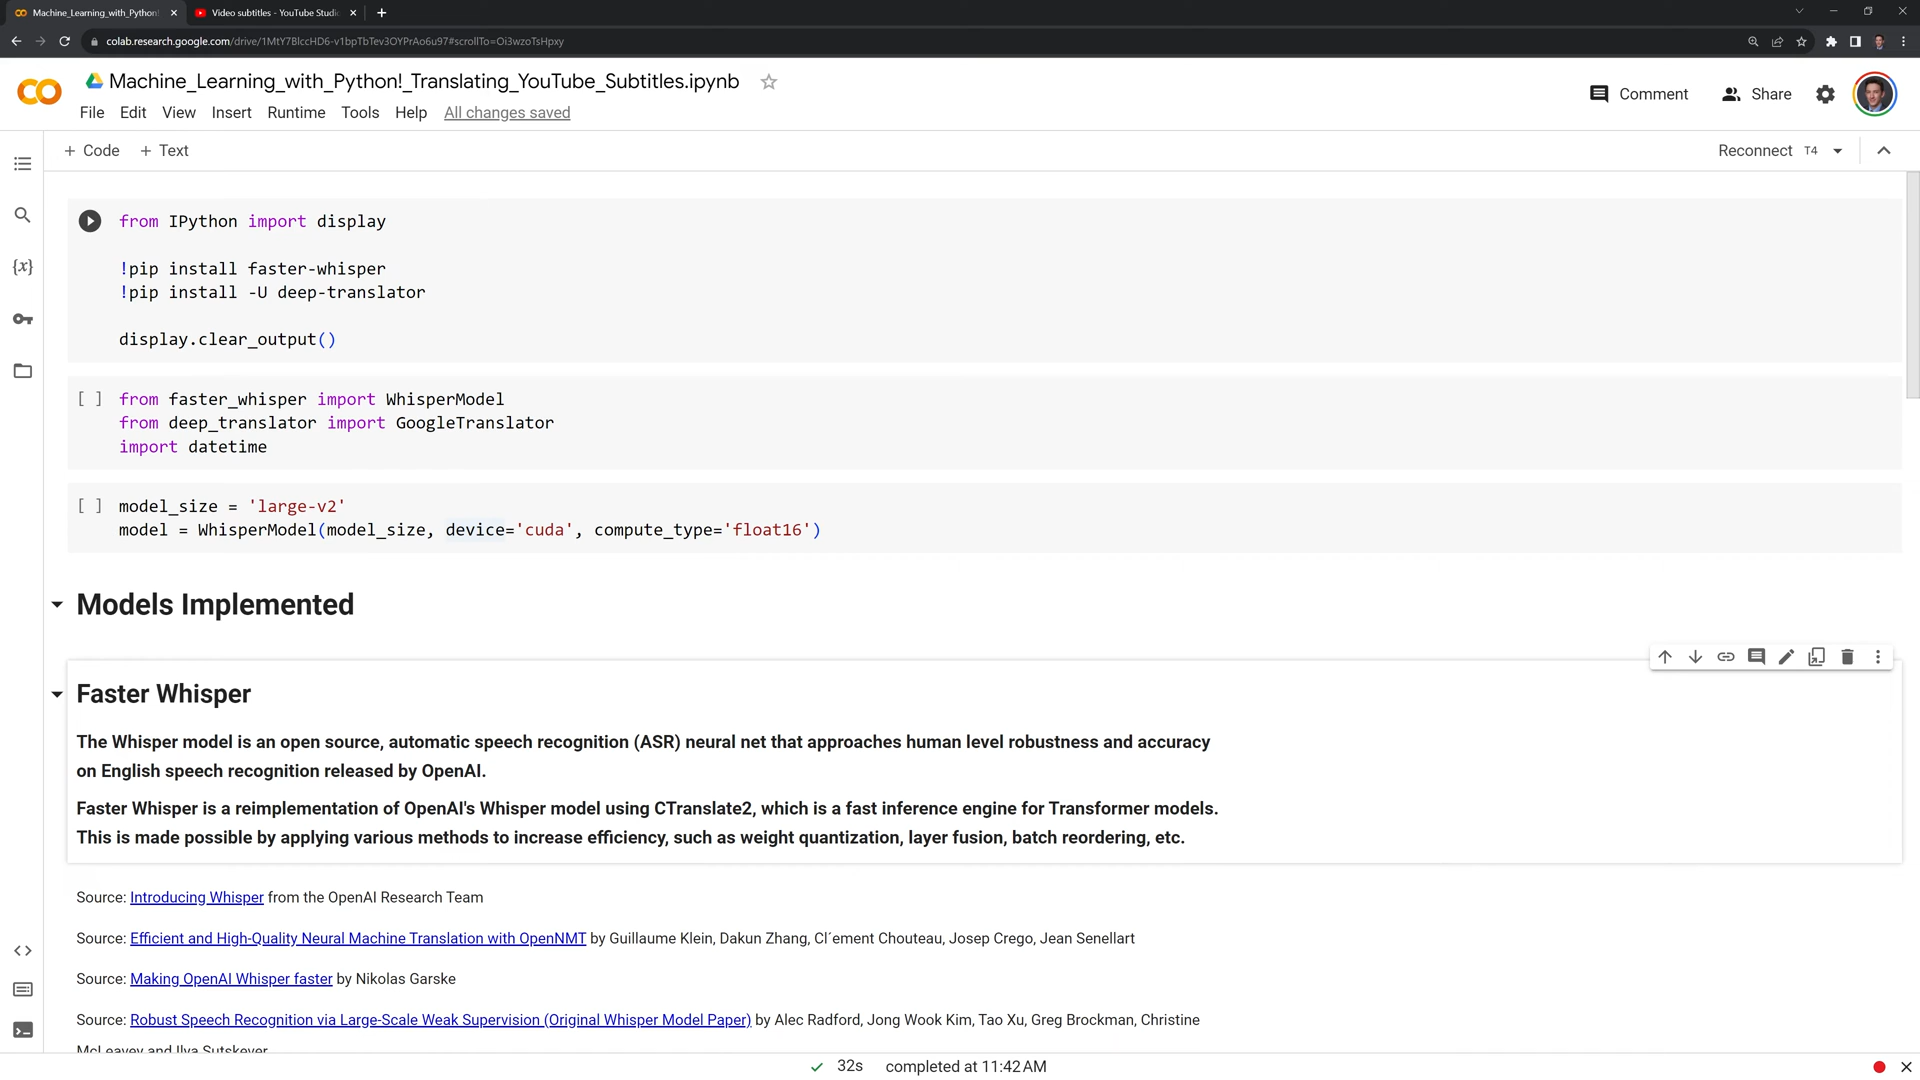 Machine_Learning_with_Python!
Video subtitles - YouTube Studio
colab.research.google.com/drive/1MtY7BlccHD6-v1bpTbTev3OYPrAo6u97#scrollTo=Oi3wzoTsHpxy
Machine_Learning_with_Python!_Translating_YouTube_Subtitles.ipynb
File Edit View Insert Runtime Tools Help All changes saved
Comment Share
+ Code + Text
Reconnect T4
from IPython import display
!pip install faster-whisper
!pip install -U deep-translator
display.clear_output()
[ ] from faster_whisper import WhisperModel
from deep_translator import GoogleTranslator
import datetime
[ ] model_size = 'large-v2'
model = WhisperModel(model_size, device='cuda', compute_type='float16')
Models Implemented
Faster Whisper
The Whisper model is an open source, automatic speech recognition (ASR) neural net that approaches human level robustness and accuracy
on English speech recognition released by OpenAI.
Faster Whisper is a reimplementation of OpenAI's Whisper model using CTranslate2, which is a fast inference engine for Transformer models.
This is made possible by applying various methods to increase efficiency, such as weight quantization, layer fusion, batch reordering, etc.
Source: Introducing Whisper from the OpenAI Research Team
Source: Efficient and High-Quality Neural Machine Translation with OpenNMT by Guillaume Klein, Dakun Zhang, Cl´ement Chouteau, Josep Crego, Jean Senellart
Source: Making OpenAI Whisper faster by Nikolas Garske
Source: Robust Speech Recognition via Large-Scale Weak Supervision (Original Whisper Model Paper) by Alec Radford, Jong Wook Kim, Tao Xu, Greg Brockman, Christine
McLeavey and Ilya Sutskever
32s completed at 11:42 AM